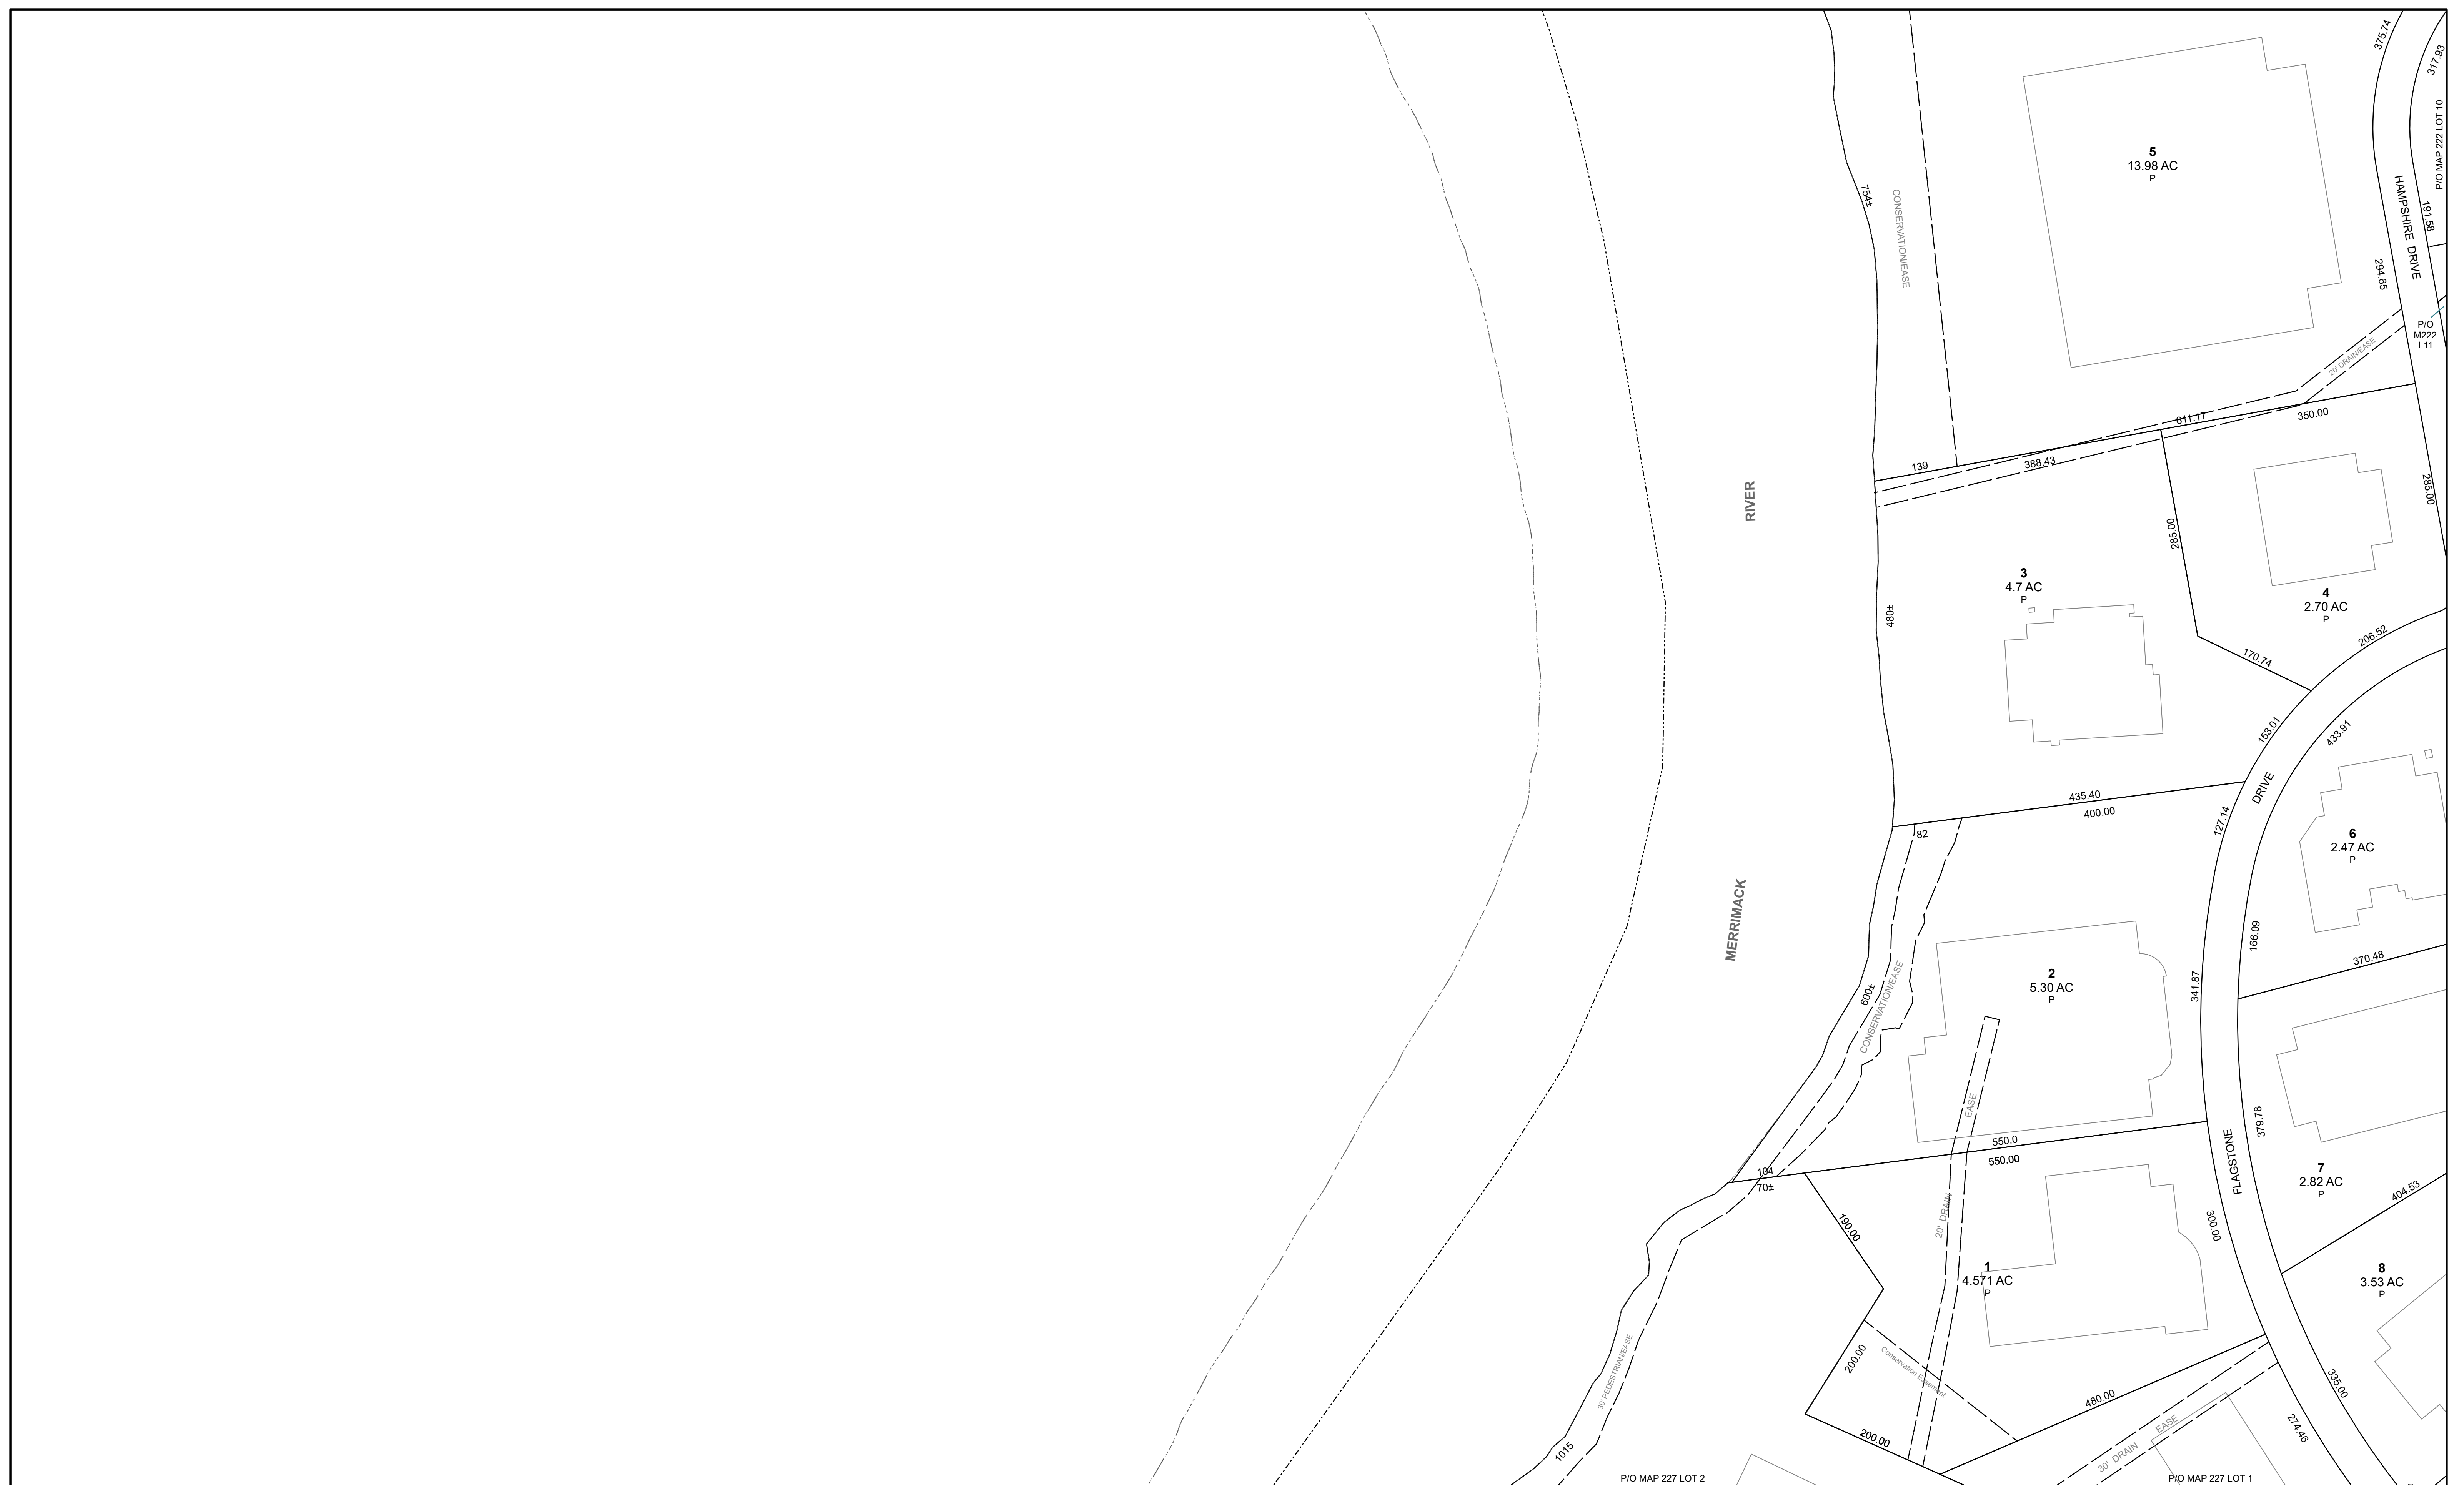 375.74
317.93
P/O MAP 222 LOT 10
5
13.98 AC
P
754±
CONSERVATION/EASE
HAMPSHIRE DRIVE
191.58
294.65
P/O
M222
L11
20' DRAIN/EASE
611.17
350.00
139
388.43
RIVER
285.00
285.00
3
4.7 AC
P
480±
4
2.70 AC
P
206.52
170.74
153.01
433.91
DRIVE
435.40
400.00
82
127.14
6
2.47 AC
P
MERRIMACK
166.09
370.48
2
5.30 AC
P
341.87
600±
CONSERVATION/EASE
EASE
379.78
550.0
550.00
FLAGSTONE
104
70±
7
2.82 AC
P
404.53
190.00
20' DRAIN
300.00
1
4.571 AC
P
8
3.53 AC
P
200.00
Conservation Easement
30' PEDESTRIAN/EASE
335.00
480.00
274.46
200.00
1015
30' DRAIN EASE
P/O MAP 227 LOT 2
P/O MAP 227 LOT 1